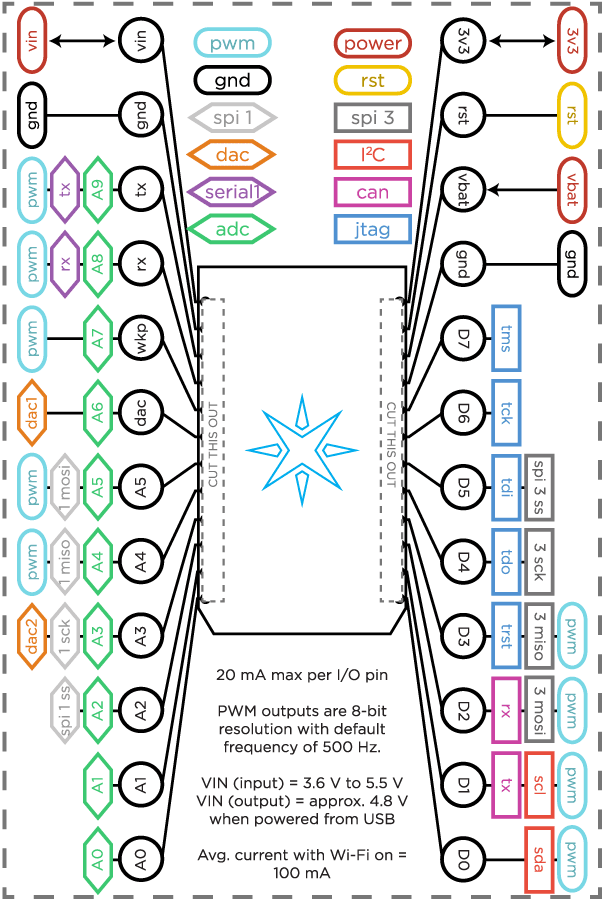 vin vin pwm power 3v3 3v3
gnd gnd gnd rst rst rst
spi 1 spi 3
pwm tx A9 tx dac I²C vbat vbat
serial1 can
pwm rx A8 rx adc jtag gnd gnd
pwm A7 wkp D7 tms
dac1 A6 dac CUT THIS OUT CUT THIS OUT D6 tck
pwm 1 mosi A5 A5 D5 tdi spi 3 ss
pwm 1 miso A4 A4 D4 tdo 3 sck
dac2 1 sck A3 A3 D3 trst 3 miso pwm
20 mA max per I/O pin
spi 1 ss A2 A2 D2 rx 3 mosi pwm
PWM outputs are 8-bit
resolution with default
frequency of 500 Hz.
A1 A1 D1 tx scl pwm
VIN (input) = 3.6 V to 5.5 V
VIN (output) = approx. 4.8 V
when powered from USB
A0 A0 D0 sda pwm
Avg. current with Wi-Fi on =
100 mA